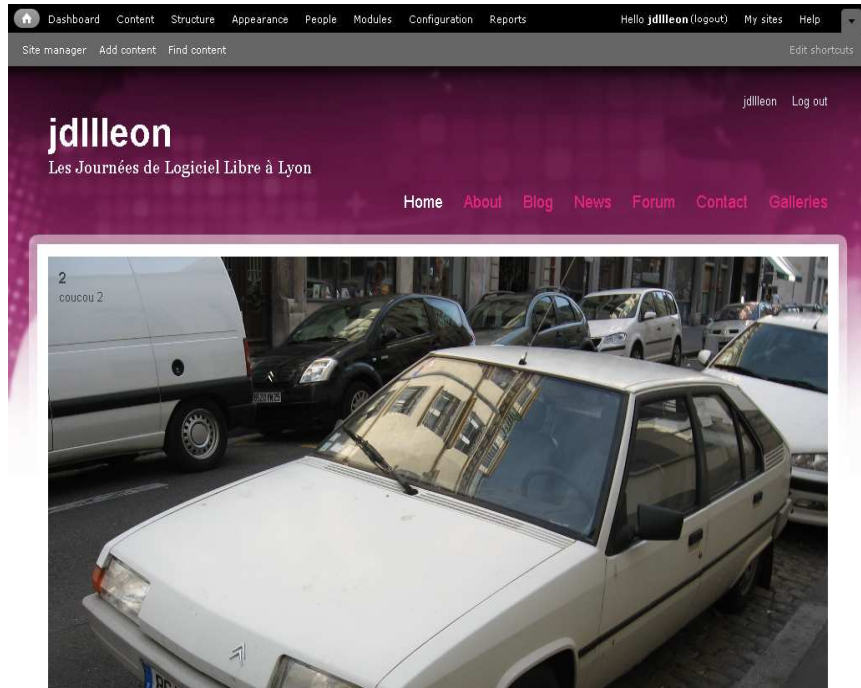 Dashboard Content Structure Appearance People Modules Configuration Reports Hello jdllleon (logout) My sites Help
Site manager Add content Find content Edit shortcuts
jdllleon Log out
jdllleon
Les Journées de Logiciel Libre à Lyon
Home About Blog News Forum Contact Galleries
2
coucou 2